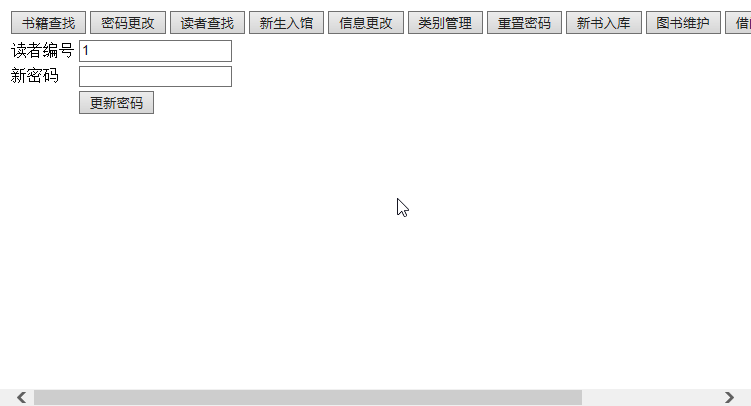 书籍查找 密码更改 读者查找 新生入馆 信息更改 类别管理 重置密码 新书入库 图书维护 借
读者编号 1
新密码
更新密码